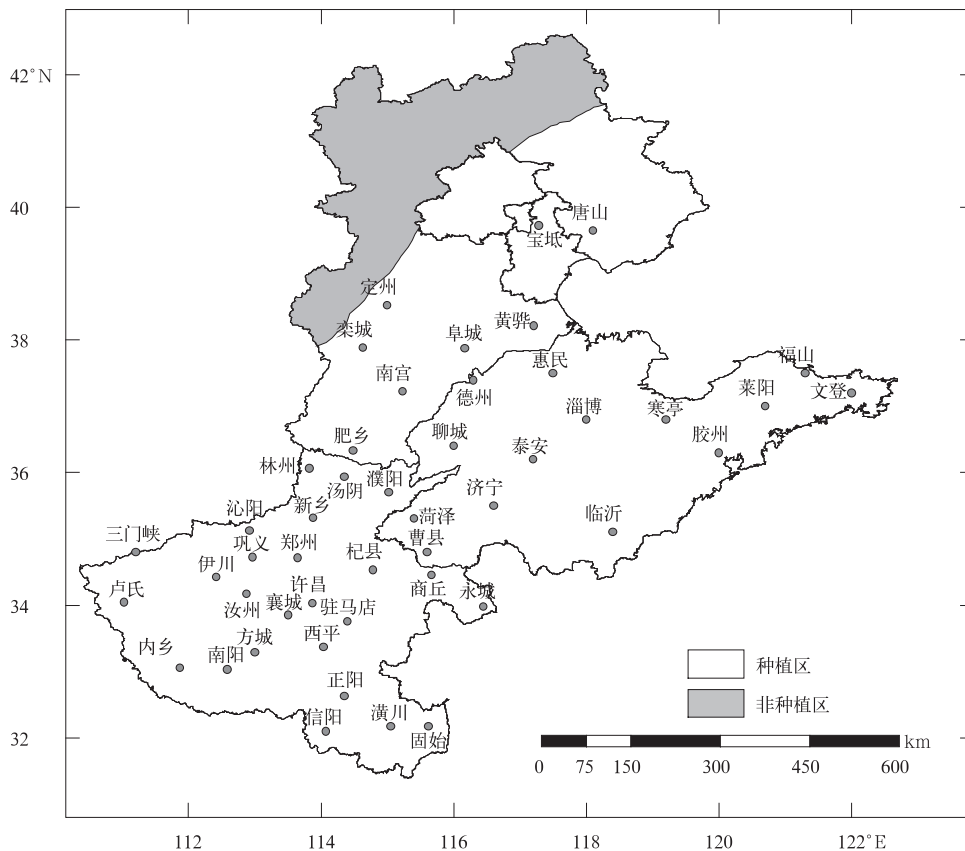 42°N
40
唐山
宝坻
定州
栾城
阜城
黄骅
38
惠民
福山
南宫
德州
莱阳
文登
淄博
寒亭
肥乡
聊城
泰安
胶州
36
林州
汤阴
濮阳
济宁
新乡
沁阳
菏泽
临沂
三门峡
巩义
郑州
杞县
曹县
伊川
商丘
永城
卢氏
许昌
34
汝州
襄城
驻马店
方城
西平
内乡
南阳
正阳
种植区
非种植区
信阳
潢川
固始
32
km
0 75 150 300 450 600
112 114 116 118 120 122°E